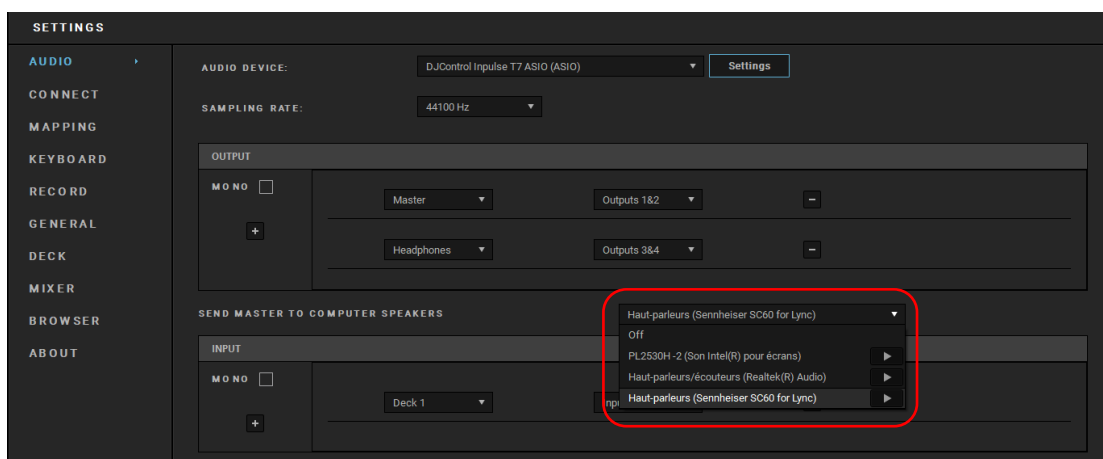 SETTINGS
AUDIO
CONNECT
MAPPING
KEYBOARD
RECORD
GENERAL
DECK
MIXER
BROWSER
ABOUT
AUDIO DEVICE: DJControl Inpulse T7 ASIO (ASIO) Settings
SAMPLING RATE: 44100 Hz
OUTPUT
MONO
+
Master Outputs 1&2 −
Headphones Outputs 3&4 −
SEND MASTER TO COMPUTER SPEAKERS Haut-parleurs (Sennheiser SC60 for Lync)
Off
PL2530H -2 (Son Intel(R) pour écrans)
Haut-parleurs/écouteurs (Realtek(R) Audio)
Haut-parleurs (Sennheiser SC60 for Lync)
INPUT
MONO
+
Deck 1